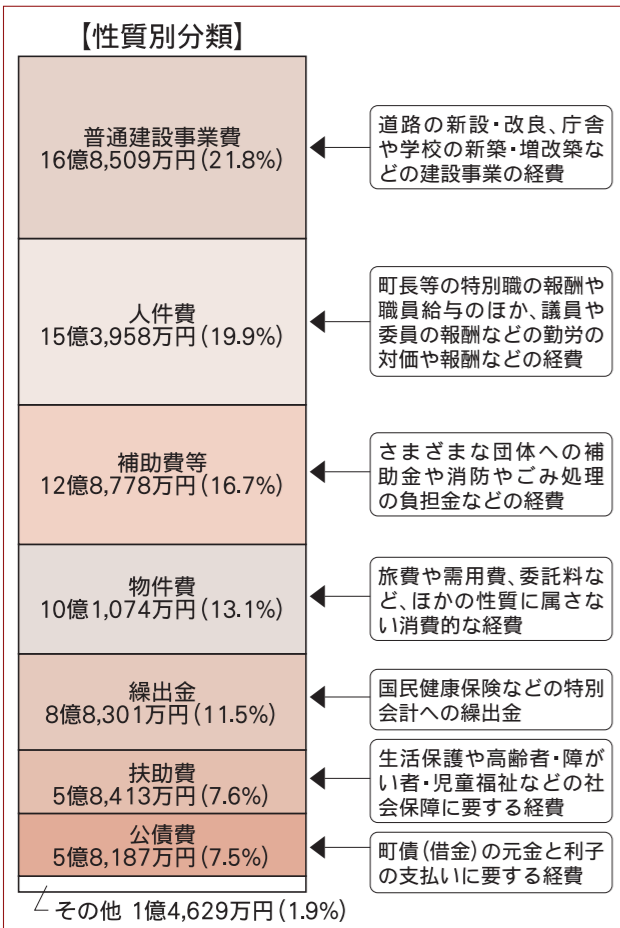 【性質別分類】
普通建設事業費
16億8,509万円(21.8%)
道路の新設・改良、庁舎
や学校の新築・増改築な
どの建設事業の経費
人件費
15億3,958万円(19.9%)
町長等の特別職の報酬や
職員給与のほか、議員や
委員の報酬などの勤労の
対価や報酬などの経費
補助費等
12億8,778万円(16.7%)
さまざまな団体への補
助金や消防やごみ処理
の負担金などの経費
物件費
10億1,074万円(13.1%)
旅費や需用費、委託料な
ど、ほかの性質に属さな
い消費的な経費
繰出金
8億8,301万円(11.5%)
国民健康保険などの特別
会計への繰出金
扶助費
5億8,413万円(7.6%)
生活保護や高齢者・障が
い者・児童福祉などの社
会保障に要する経費
公債費
5億8,187万円(7.5%)
町債(借金)の元金と利子
の支払いに要する経費
その他 1億4,629万円(1.9%)